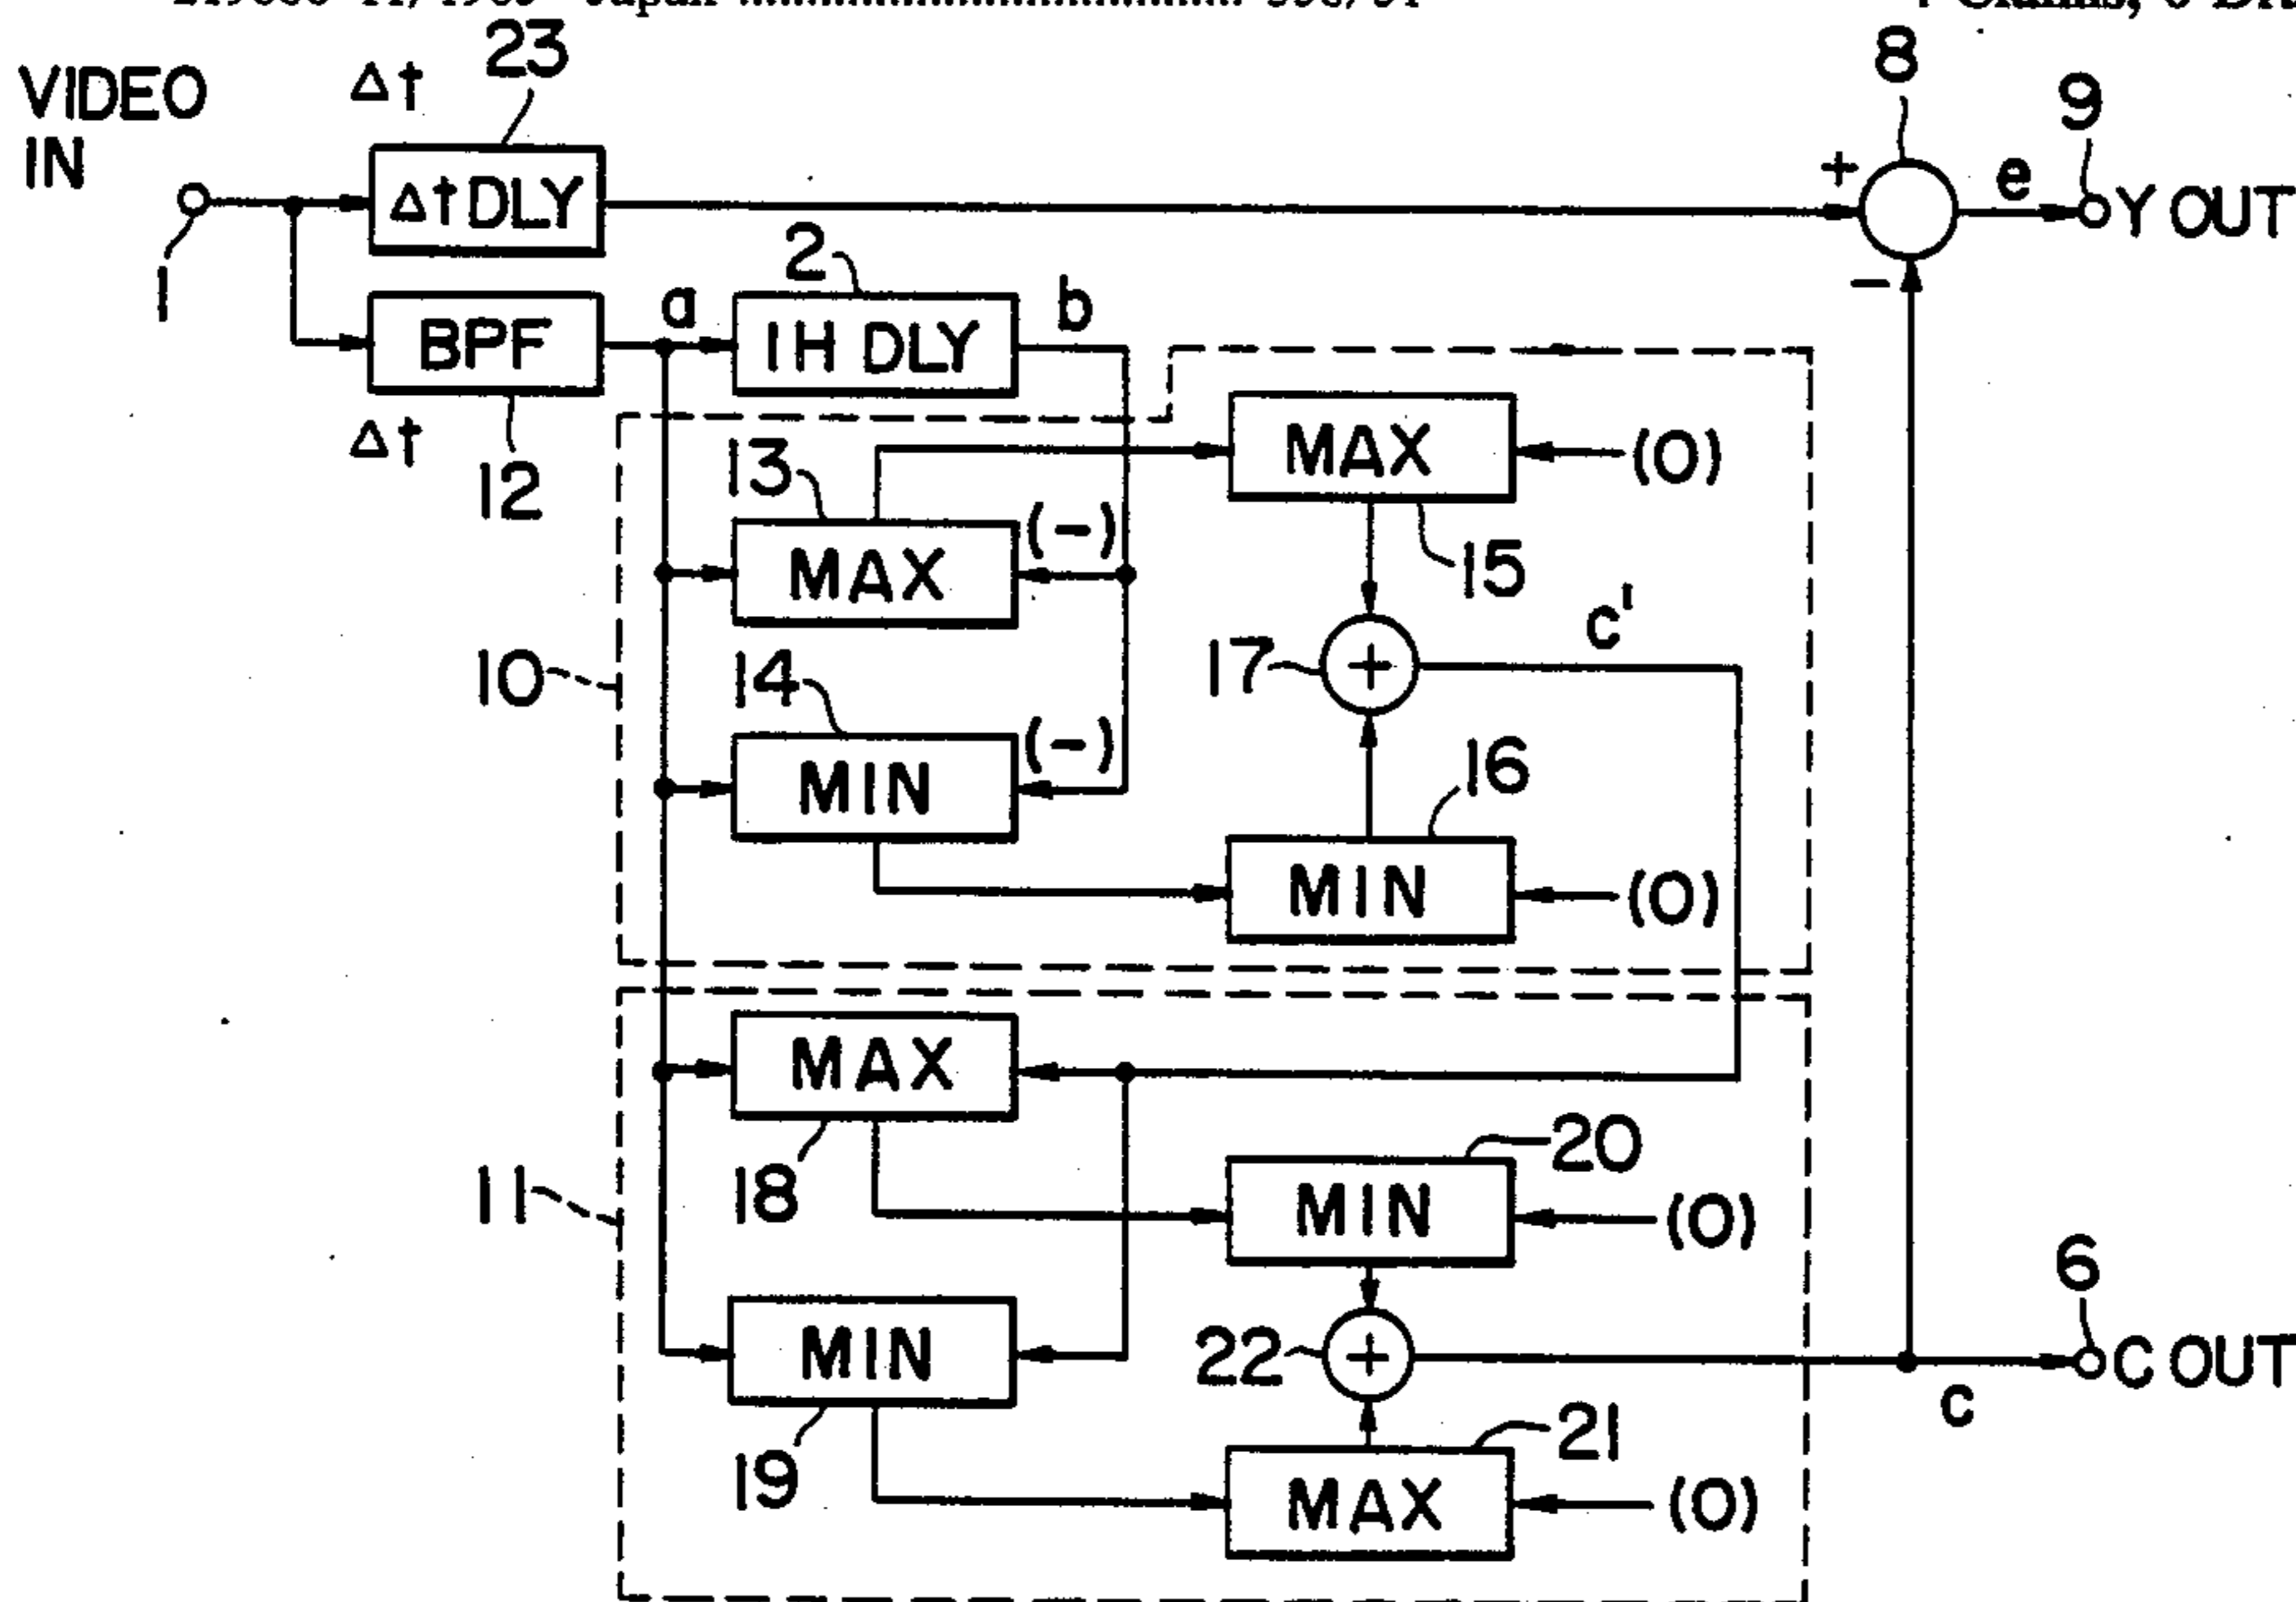 23
8
VIDEO
IN
Δt
9
+
e
Y OUT
ΔtDLY
1
2
−
a
b
BPF
1H DLY
Δt
12
13
MAX
(0)
(-)
15
MAX
c'
10
14
17
+
(-)
16
MIN
MIN
(0)
MAX
20
18
11
MIN
(0)
6
MIN
22
+
C OUT
c
21
19
MAX
(0)